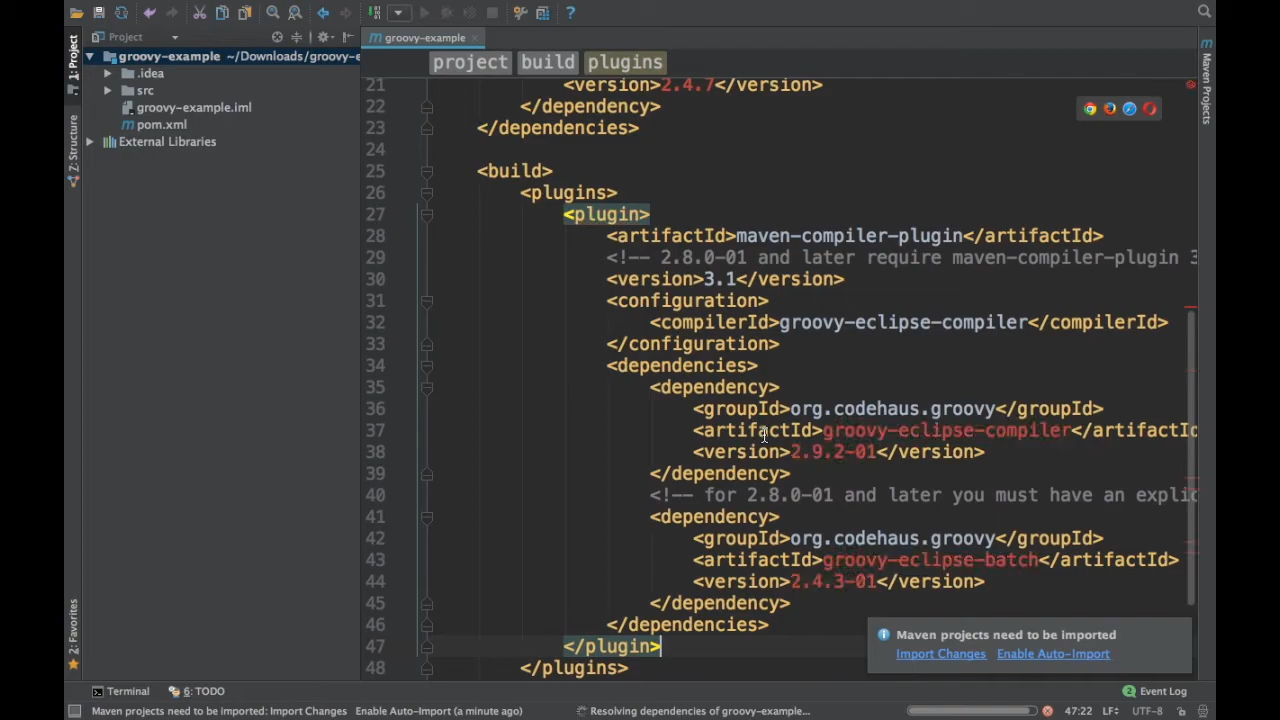 Project
groovy-example
1: Project
groovy-example ~/Downloads/groovy-e
.idea
src
groovy-example.iml
pom.xml
External Libraries
Z: Structure
2: Favorites
Maven Projects
project build plugins
21 <version>2.4.7</version>
22 </dependency>
23 </dependencies>
24
25 <build>
26 <plugins>
27 <plugin>
28 <artifactId>maven-compiler-plugin</artifactId>
29 <!-- 2.8.0-01 and later require maven-compiler-plugin 3
30 <version>3.1</version>
31 <configuration>
32 <compilerId>groovy-eclipse-compiler</compilerId>
33 </configuration>
34 <dependencies>
35 <dependency>
36 <groupId>org.codehaus.groovy</groupId>
37 <artifactId>groovy-eclipse-compiler</artifactId
38 <version>2.9.2-01</version>
39 </dependency>
40 <!-- for 2.8.0-01 and later you must have an explic
41 <dependency>
42 <groupId>org.codehaus.groovy</groupId>
43 <artifactId>groovy-eclipse-batch</artifactId>
44 <version>2.4.3-01</version>
45 </dependency>
46 </dependencies>
47 </plugin>
48 </plugins>
Maven projects need to be imported
Import Changes Enable Auto-Import
Terminal 6: TODO
2 Event Log
Maven projects need to be imported: Import Changes Enable Auto-Import (a minute ago)
Resolving dependencies of groovy-example...
47:22 LF÷ UTF-8÷